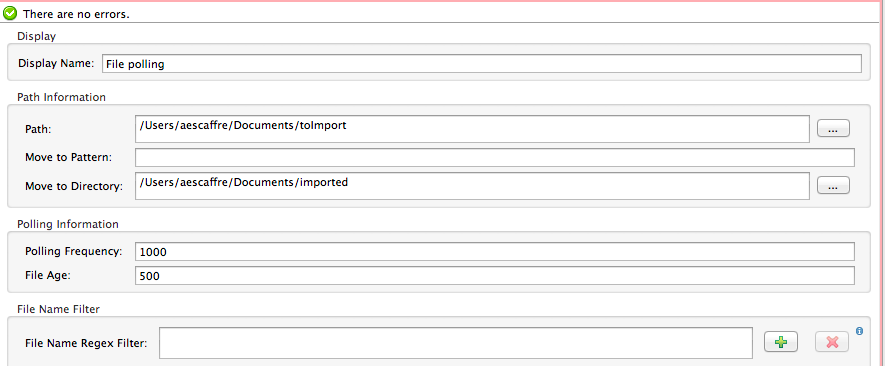 There are no errors.
Display
Display Name: File polling
Path Information
Path: /Users/aescaffre/Documents/toImport
...
Move to Pattern:
Move to Directory: /Users/aescaffre/Documents/imported
...
Polling Information
Polling Frequency: 1000
File Age: 500
File Name Filter
File Name Regex Filter: